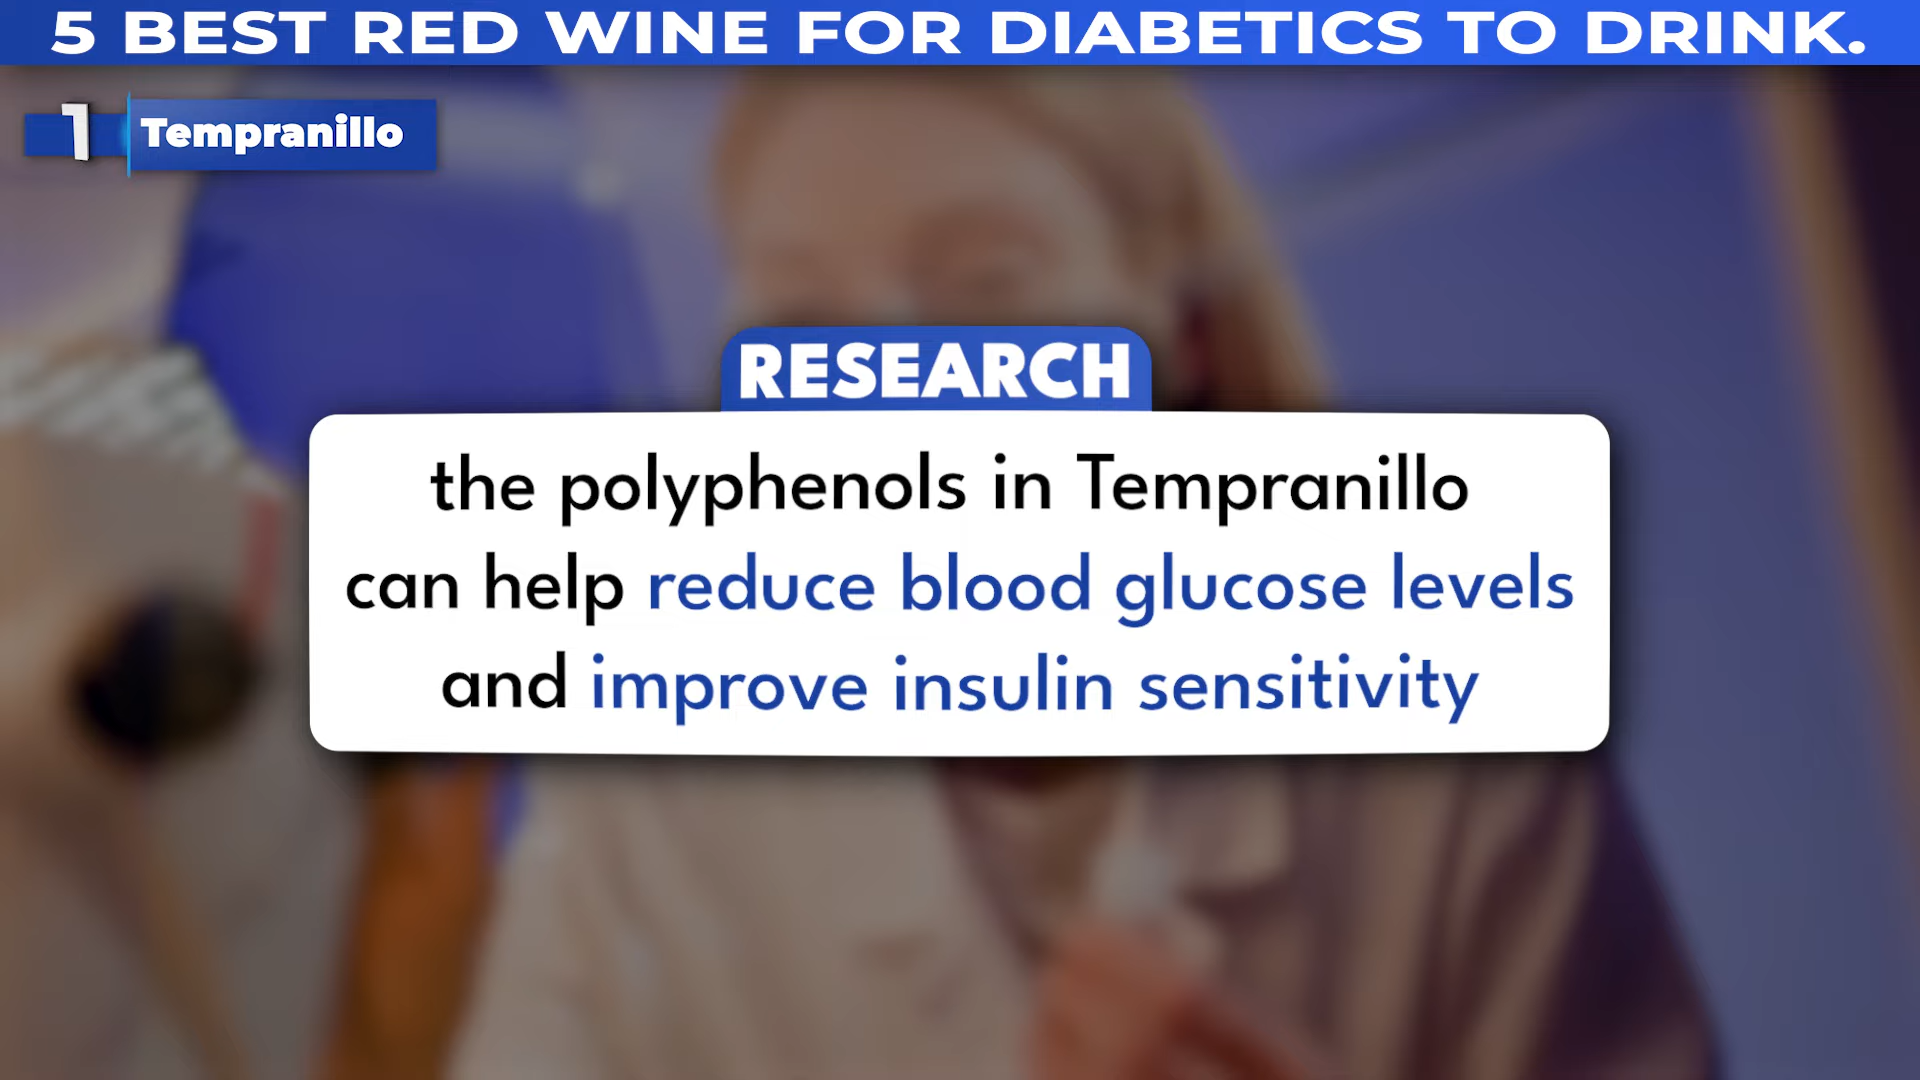 5 BEST RED WINE FOR DIABETICS TO DRINK.
1 Tempranillo
RESEARCH
the polyphenols in Tempranillo
can help reduce blood glucose levels
and improve insulin sensitivity